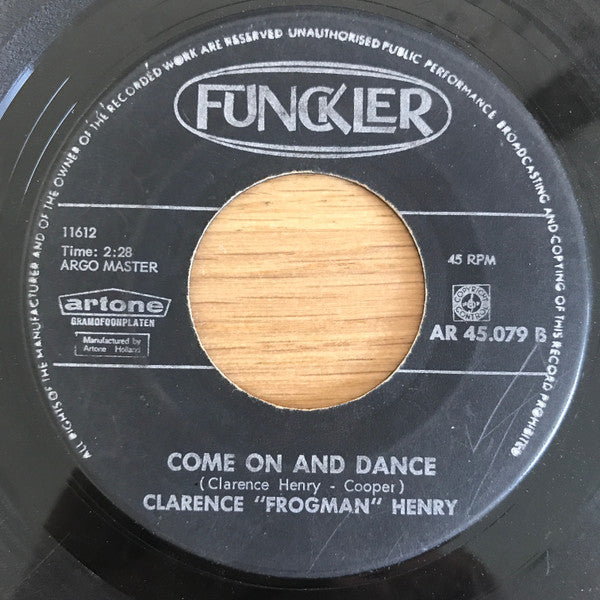 ALL RIGHTS OF THE MANUFACTURER AND OF THE OWNER OF THE RECORDED WORK ARE RESERVED UNAUTHORISED PUBLIC PERFORMANCE BROADCASTING AND COPYING OF THIS RECORD PROHIBITED
FUNCKLER
11612
Time: 2:28
ARGO MASTER
45 RPM
artone
GRAMOFOONPLATEN
Manufactured by
Artone Holland
AR 45.079 B
COME ON AND DANCE
(Clarence Henry - Cooper)
CLARENCE "FROGMAN" HENRY